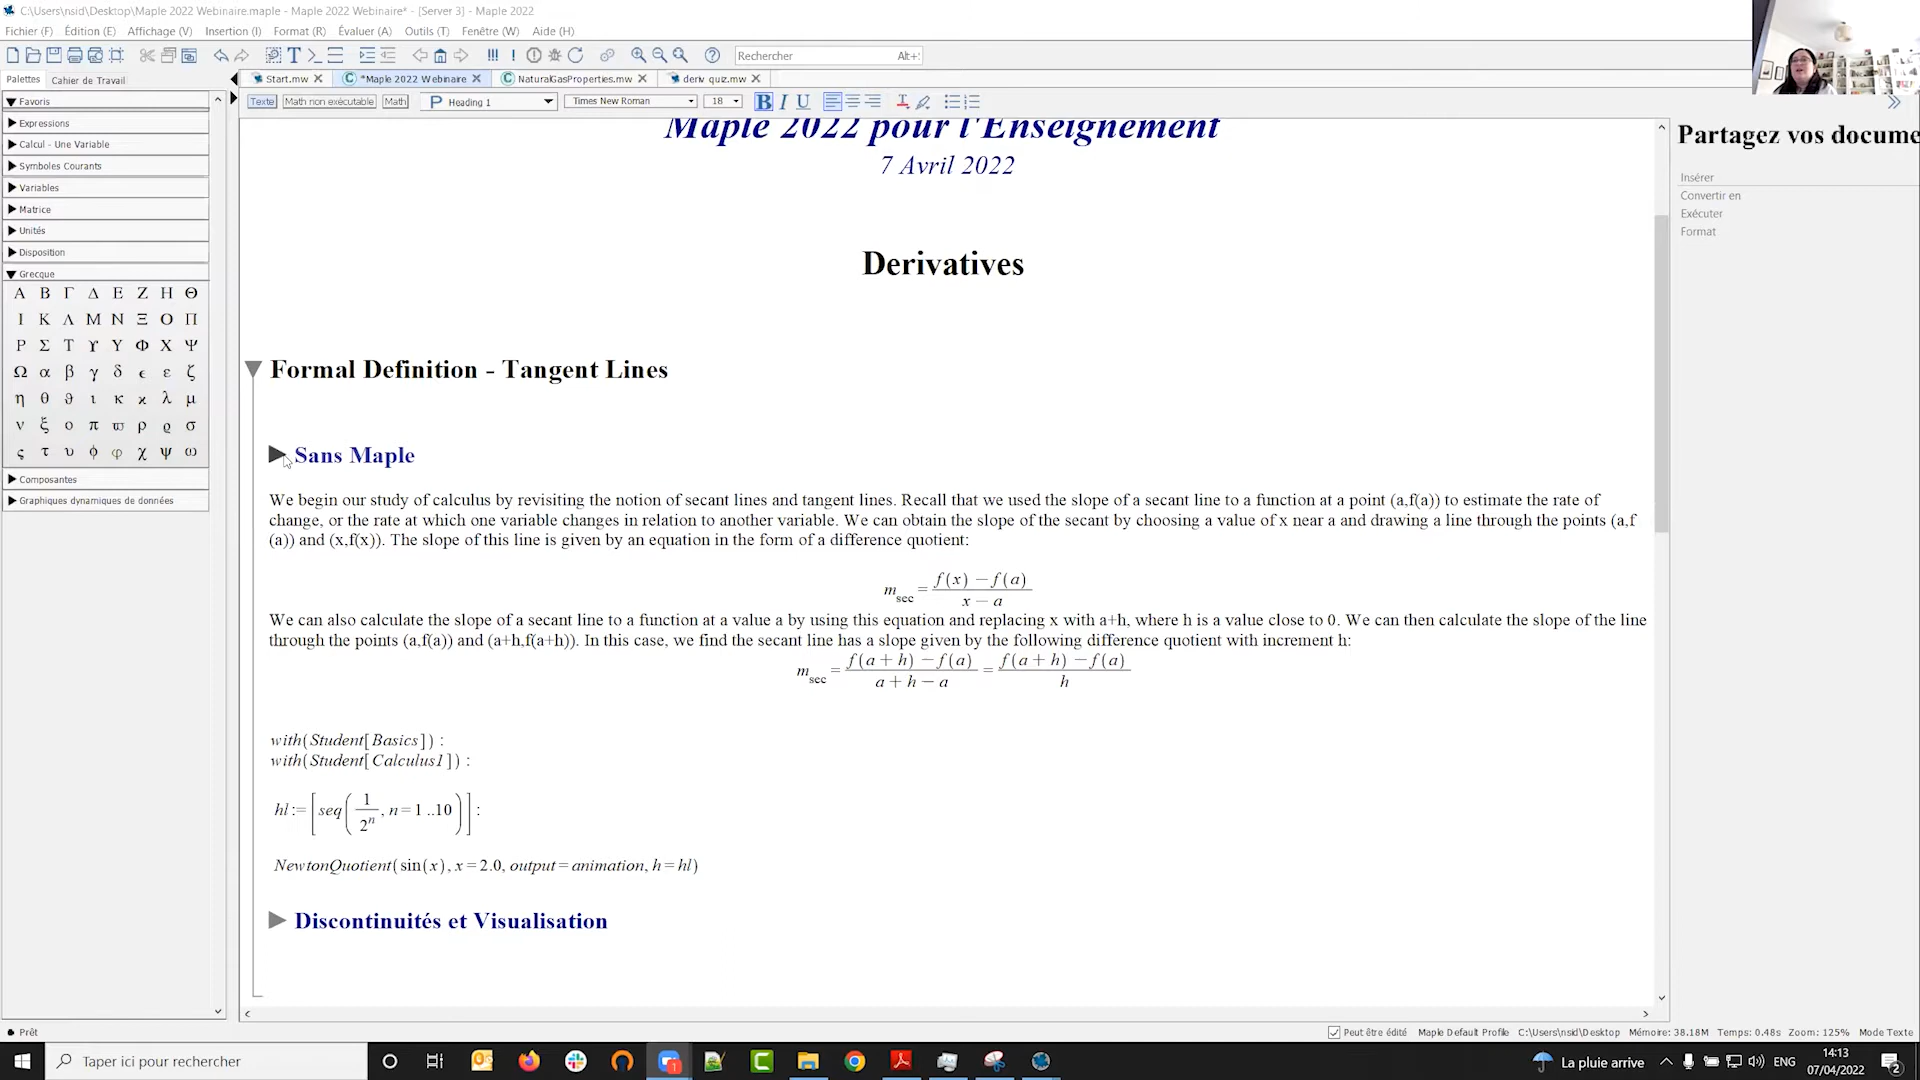 C:\Users\nsid\Desktop\Maple 2022 Webinaire.maple - Maple 2022 Webinaire* - [Server 3] - Maple 2022
Fichier (F) Édition (E) Affichage (V) Insertion (I) Format (R) Évaluer (A) Outils (T) Fenêtre (W) Aide (H)
Rechercher Alt+:
Palettes Cahier de Travail Start.mw *Maple 2022 Webinaire NaturalGasProperties.mw deriv quiz.mw
Texte Math non exécutable Math P Heading 1 Times New Roman 18 B I U
Favoris
Expressions
Calcul - Une Variable
Symboles Courants
Variables
Matrice
Unités
Disposition
Grecque
Α Β Γ Δ Ε Ζ Η Θ
Ι Κ Λ Μ Ν Ξ Ο Π
Ρ Σ Τ ϒ Υ Φ Χ Ψ
Ω α β γ δ ϵ ε ζ
η θ ϑ ι κ ϰ λ μ
ν ξ ο π ϖ ρ ϱ σ
ς τ υ ϕ φ χ ψ ω
Composantes
Graphiques dynamiques de données
Maple 2022 pour l'Enseignement
7 Avril 2022
Derivatives
Formal Definition - Tangent Lines
Sans Maple
We begin our study of calculus by revisiting the notion of secant lines and tangent lines. Recall that we used the slope of a secant line to a function at a point (a,f(a)) to estimate the rate of
change, or the rate at which one variable changes in relation to another variable. We can obtain the slope of the secant by choosing a value of x near a and drawing a line through the points (a,f
(a)) and (x,f(x)). The slope of this line is given by an equation in the form of a difference quotient:
m_sec = (f(x) − f(a)) / (x − a)
We can also calculate the slope of a secant line to a function at a value a by using this equation and replacing x with a+h, where h is a value close to 0. We can then calculate the slope of the line
through the points (a,f(a)) and (a+h,f(a+h)). In this case, we find the secant line has a slope given by the following difference quotient with increment h:
m_sec = (f(a + h) − f(a)) / (a + h − a) = (f(a + h) − f(a)) / h
with(Student[Basics]) :
with(Student[Calculus1]) :
hl := [seq(1/2^n, n = 1 ..10)] :
NewtonQuotient(sin(x), x = 2.0, output = animation, h = hl)
Discontinuités et Visualisation
Partagez vos docume
Insérer
Convertir en
Exécuter
Format
Prêt
Peut être édité Maple Default Profile C:\Users\nsid\Desktop Mémoire: 38.18M Temps: 0.48s Zoom: 125% Mode Texte
Taper ici pour rechercher
La pluie arrive ENG 14:13
07/04/2022 2